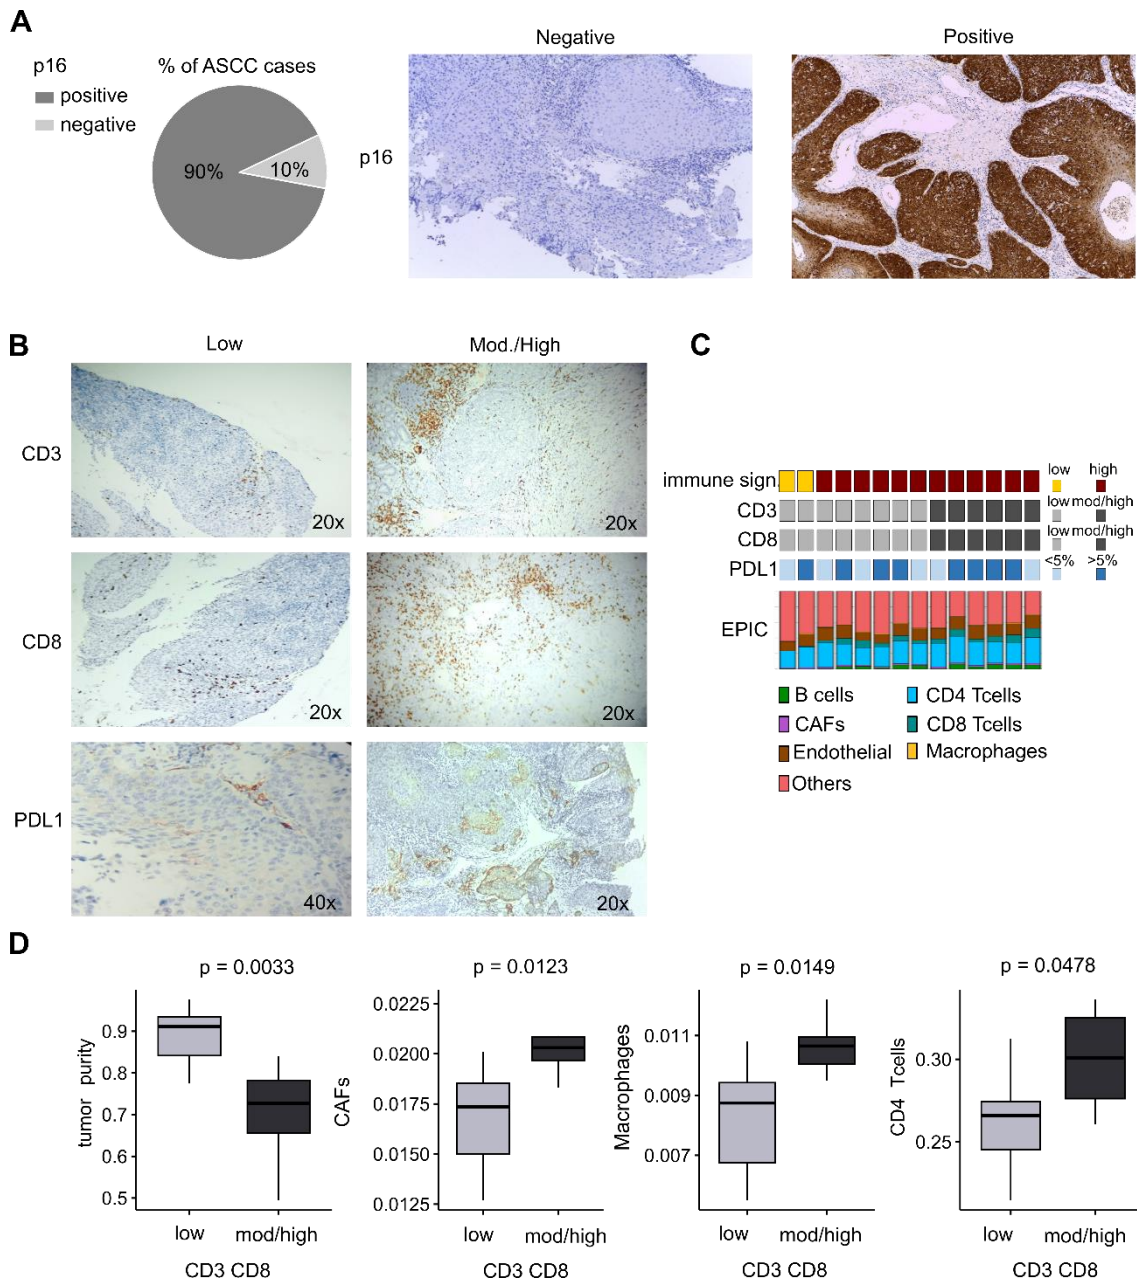 A
p16
positive
negative
% of ASCC cases
90%
10%
p16
Negative
Positive
B
Low
Mod./High
CD3
20x
20x
CD8
20x
20x
PDL1
40x
20x
C
immune sign.
low high
CD3
low mod/high
CD8
low mod/high
PDL1
<5% >5%
EPIC
B cells
CD4 Tcells
CAFs
CD8 Tcells
Endothelial
Macrophages
Others
D
p = 0.0033
tumor purity
0.9
0.8
0.7
0.6
0.5
low mod/high
CD3 CD8
p = 0.0123
CAFs
0.0225
0.0200
0.0175
0.0150
0.0125
low mod/high
CD3 CD8
p = 0.0149
Macrophages
0.011
0.009
0.007
low mod/high
CD3 CD8
p = 0.0478
CD4 Tcells
0.30
0.25
low mod/high
CD3 CD8